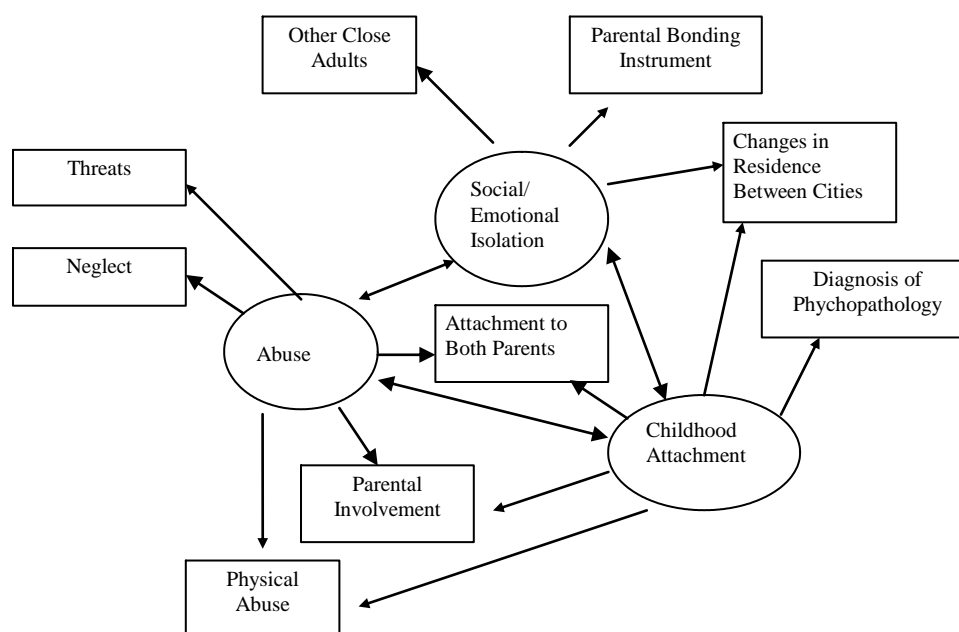 Other Close
Adults
Parental Bonding
Instrument
Changes in
Residence
Between Cities
Threats
Social/
Emotional
Isolation
Neglect
Diagnosis of
Phychopathology
Attachment to
Both Parents
Abuse
Childhood
Attachment
Parental
Involvement
Physical
Abuse